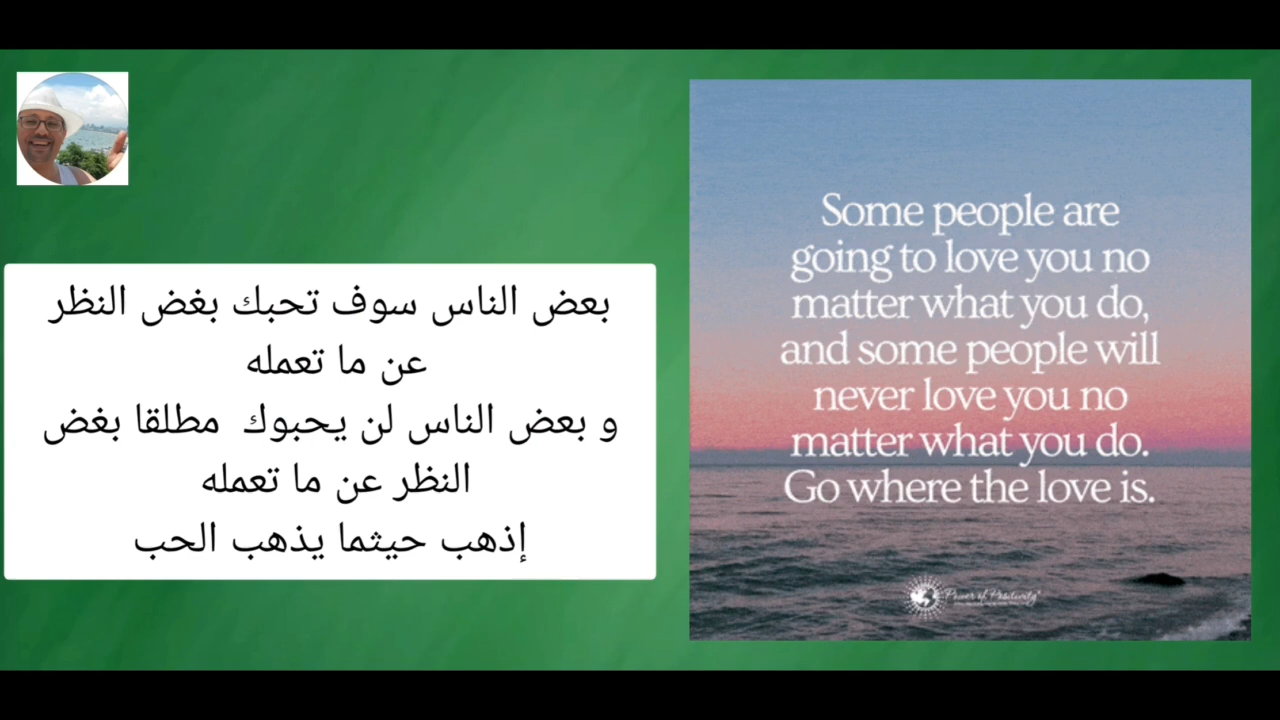 بعض الناس سوف تحبك بغض النظر
عن ما تعمله
و بعض الناس لن يحبوك مطلقا بغض
النظر عن ما تعمله
إذهب حيثما يذهب الحب
Some people are
going to love you no
matter what you do,
and some people will
never love you no
matter what you do.
Go where the love is.
Power of Positivity